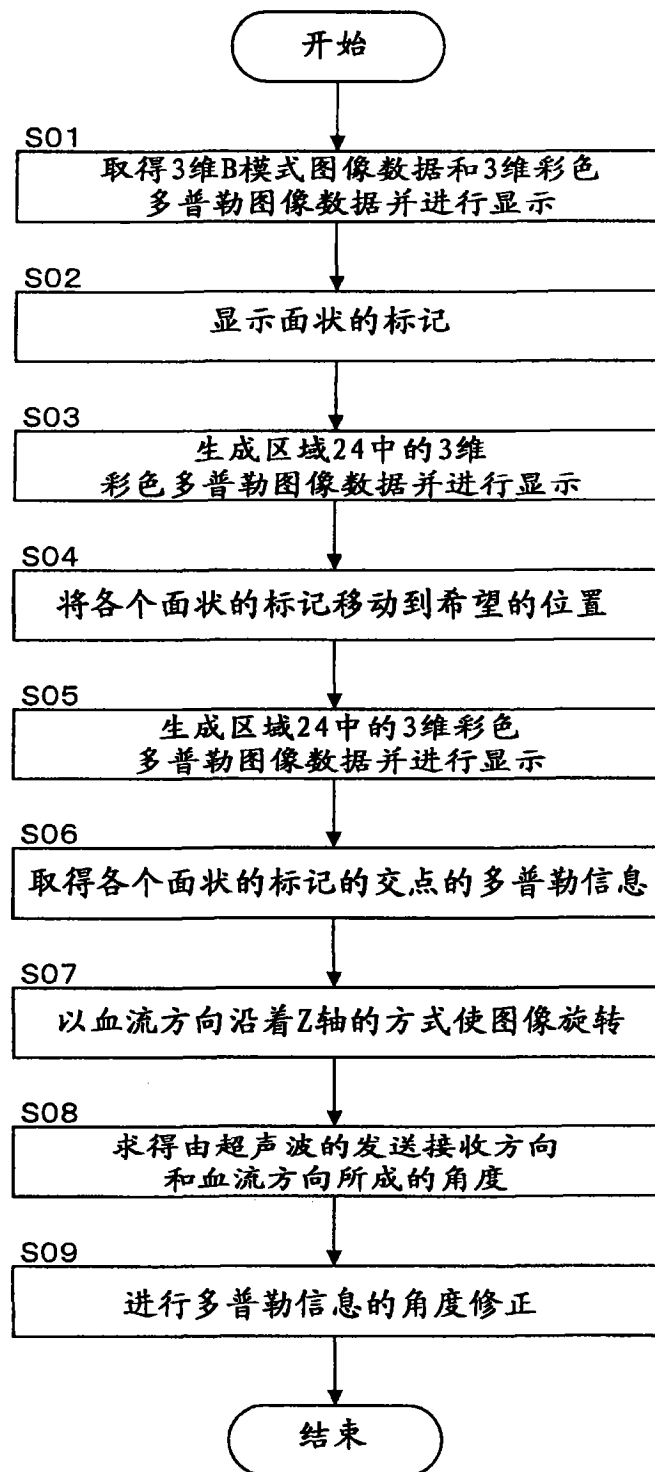 开始
S01
取得3维B模式图像数据和3维彩色
多普勒图像数据并进行显示
S02
显示面状的标记
S03
生成区域24中的3维
彩色多普勒图像数据并进行显示
S04
将各个面状的标记移动到希望的位置
S05
生成区域24中的3维彩色
多普勒图像数据并进行显示
S06
取得各个面状的标记的交点的多普勒信息
S07
以血流方向沿着Z轴的方式使图像旋转
S08
求得由超声波的发送接收方向
和血流方向所成的角度
S09
进行多普勒信息的角度修正
结束